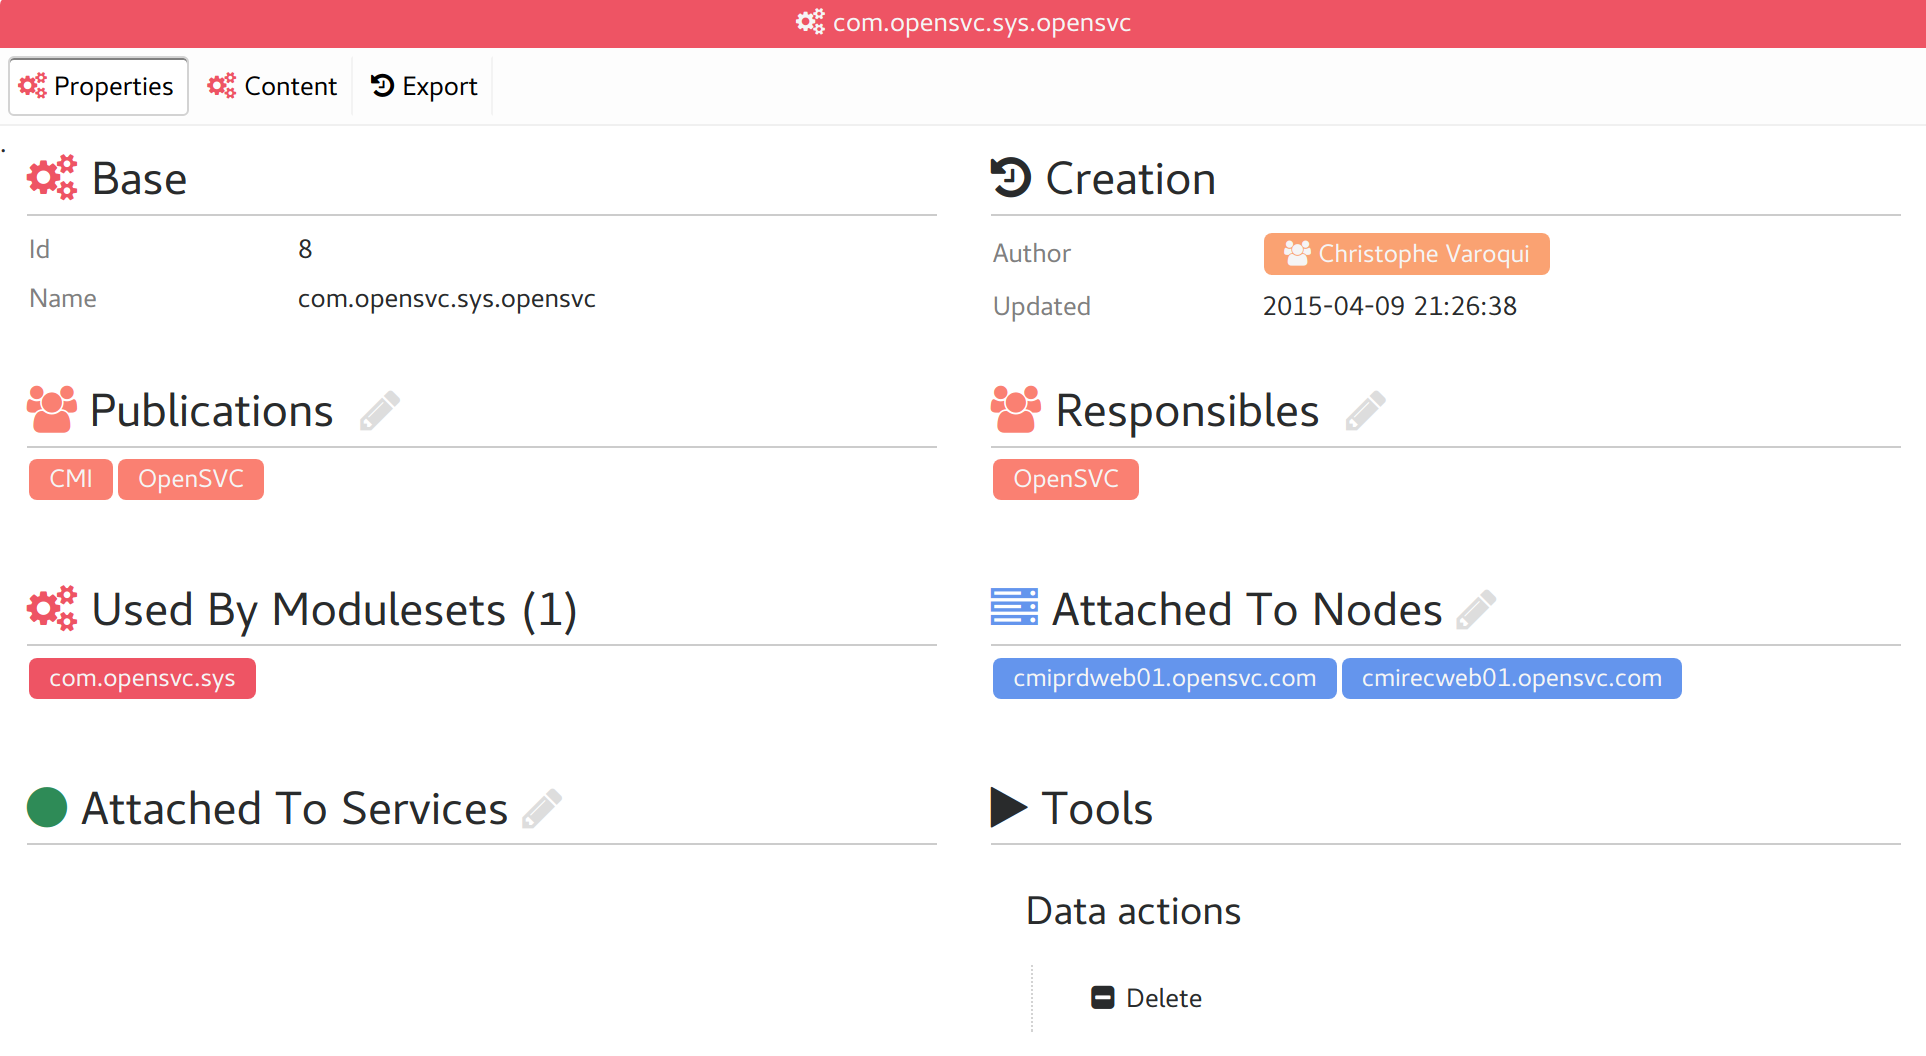 com.opensvc.sys.opensvc
Properties Content Export
Base
Id 8
Name com.opensvc.sys.opensvc
Creation
Author Christophe Varoqui
Updated 2015-04-09 21:26:38
Publications
CMI OpenSVC
Responsibles
OpenSVC
Used By Modulesets (1)
com.opensvc.sys
Attached To Nodes
cmiprdweb01.opensvc.com cmirecweb01.opensvc.com
Attached To Services
Tools
Data actions
Delete